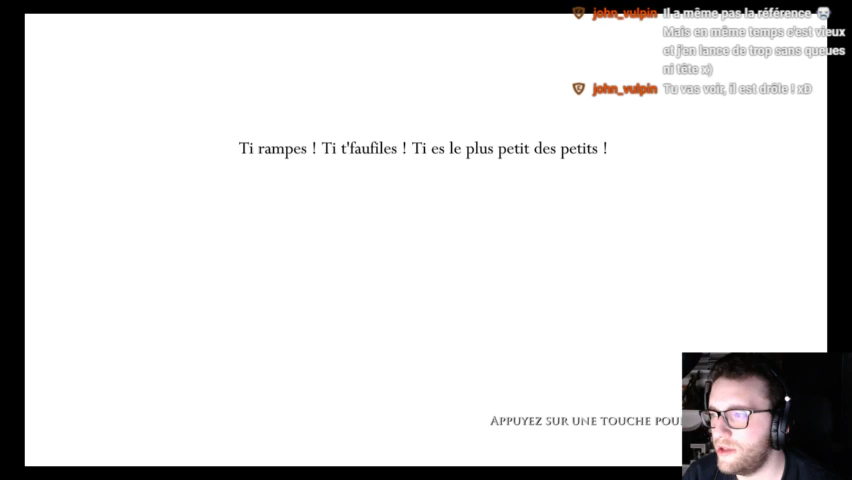 john_vulpin Il a même pas la référence
Mais en même temps c'est vieux
et j'en lance de trop sans queues
ni tête x)
john_vulpin Tu vas voir, il est drôle ! xD
Ti rampes ! Ti t'faufiles ! Ti es le plus petit des petits !
APPUYEZ SUR UNE TOUCHE POU